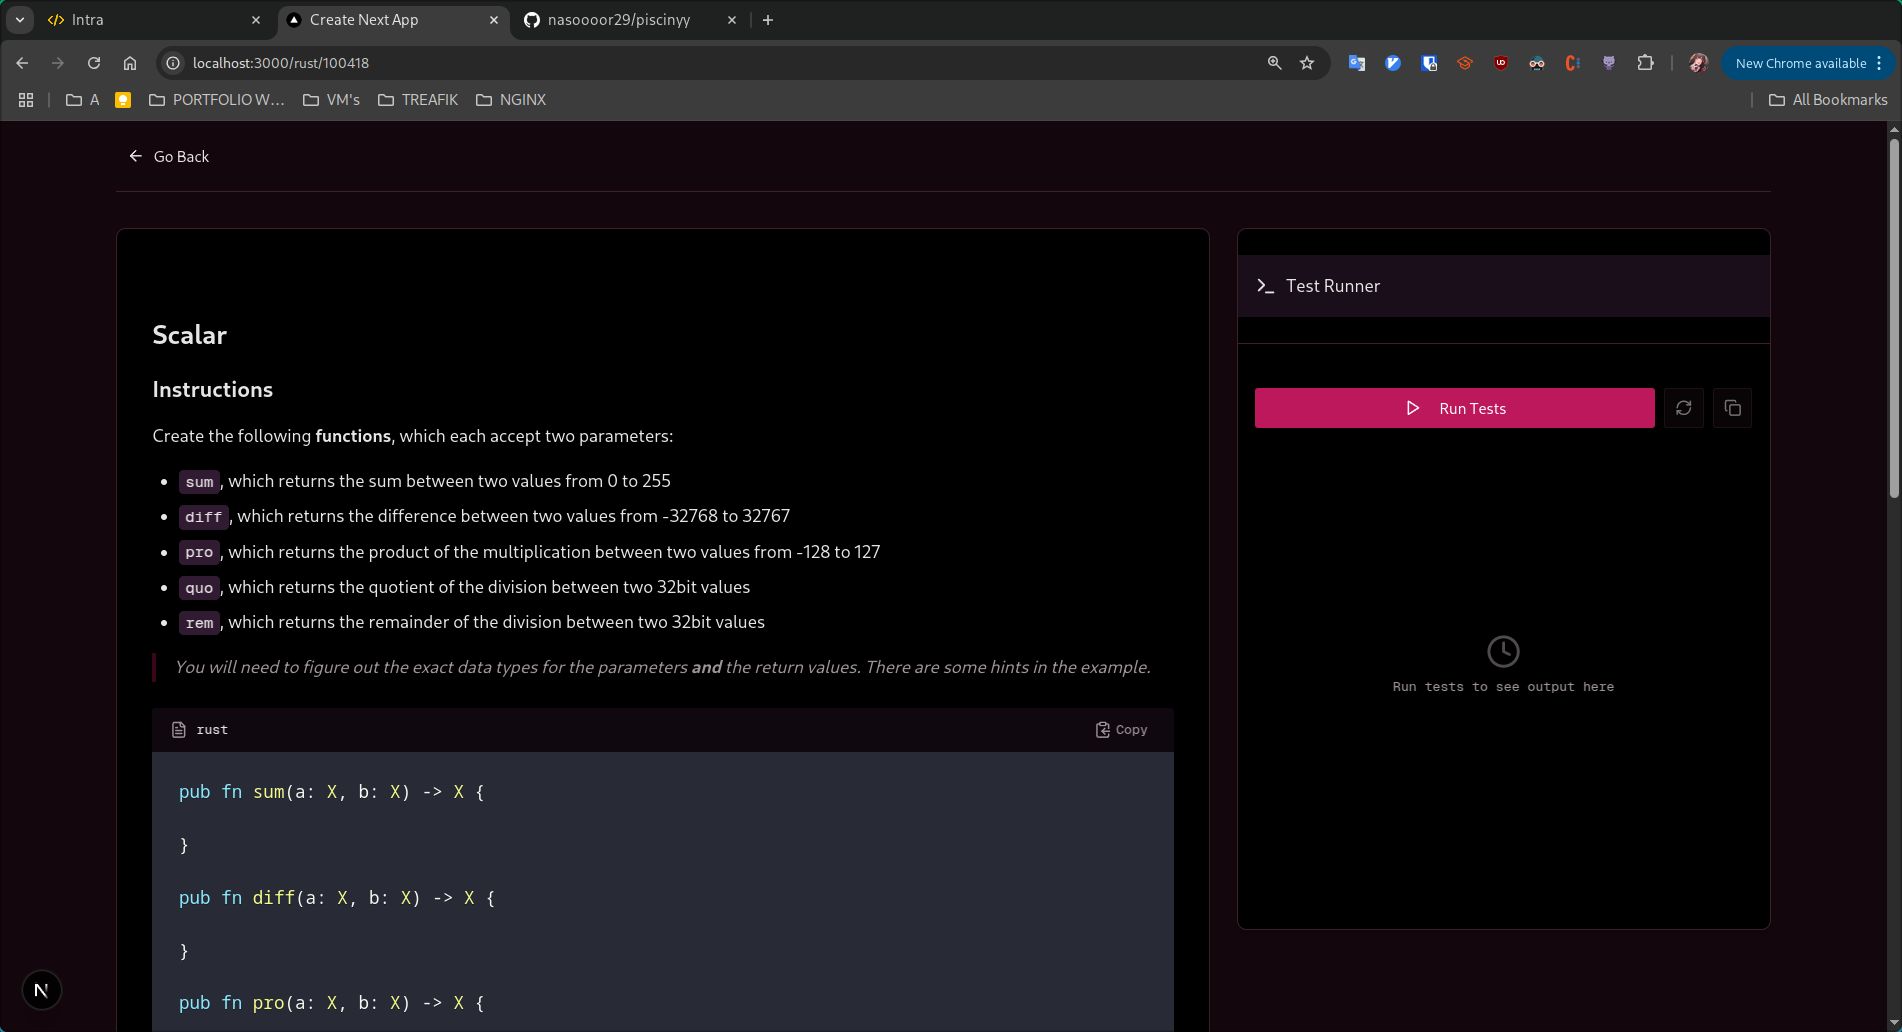 Intra
Create Next App
nasoooor29/piscinyy
localhost:3000/rust/100418
New Chrome available
A
PORTFOLIO W...
VM's
TREAFIK
NGINX
All Bookmarks
Go Back
Scalar
Instructions
Create the following functions, which each accept two parameters:
sum, which returns the sum between two values from 0 to 255
diff, which returns the difference between two values from -32768 to 32767
pro, which returns the product of the multiplication between two values from -128 to 127
quo, which returns the quotient of the division between two 32bit values
rem, which returns the remainder of the division between two 32bit values
You will need to figure out the exact data types for the parameters and the return values. There are some hints in the example.
rust
Copy
pub fn sum(a: X, b: X) -> X {
}
pub fn diff(a: X, b: X) -> X {
}
pub fn pro(a: X, b: X) -> X {
Test Runner
Run Tests
Run tests to see output here
N